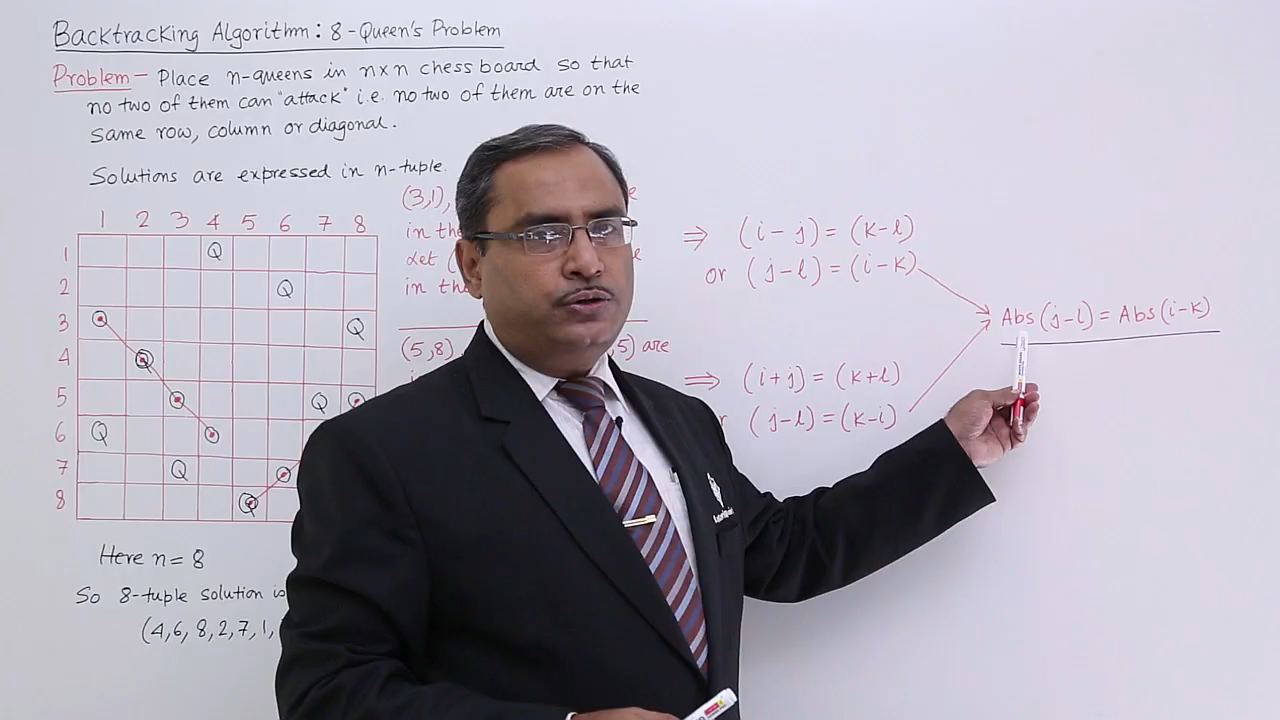 Backtracking Algorithm: 8-Queen's Problem
Problem- Place n-queens in n×n chess board so that
no two of them can "attack" i.e. no two of them are on the
same row, column or diagonal.
Solutions are expressed in n-tuple.
1 2 3 4 5 6 7 8
1 Q
2 Q
3 Q Q
4 Q
5 Q
6 Q
7 Q
8 Q
Here n = 8
So 8-tuple solution is
(4,6,8,2,7,1,
(3,1),
in the
Let (
in the
(5,8) ,5) are
⇒ (i-j) = (k-l)
or (j-l) = (i-k)
⇒ (i+j) = (k+l)
(j-l) = (k-i)
Abs(j-l) = Abs(i-k)